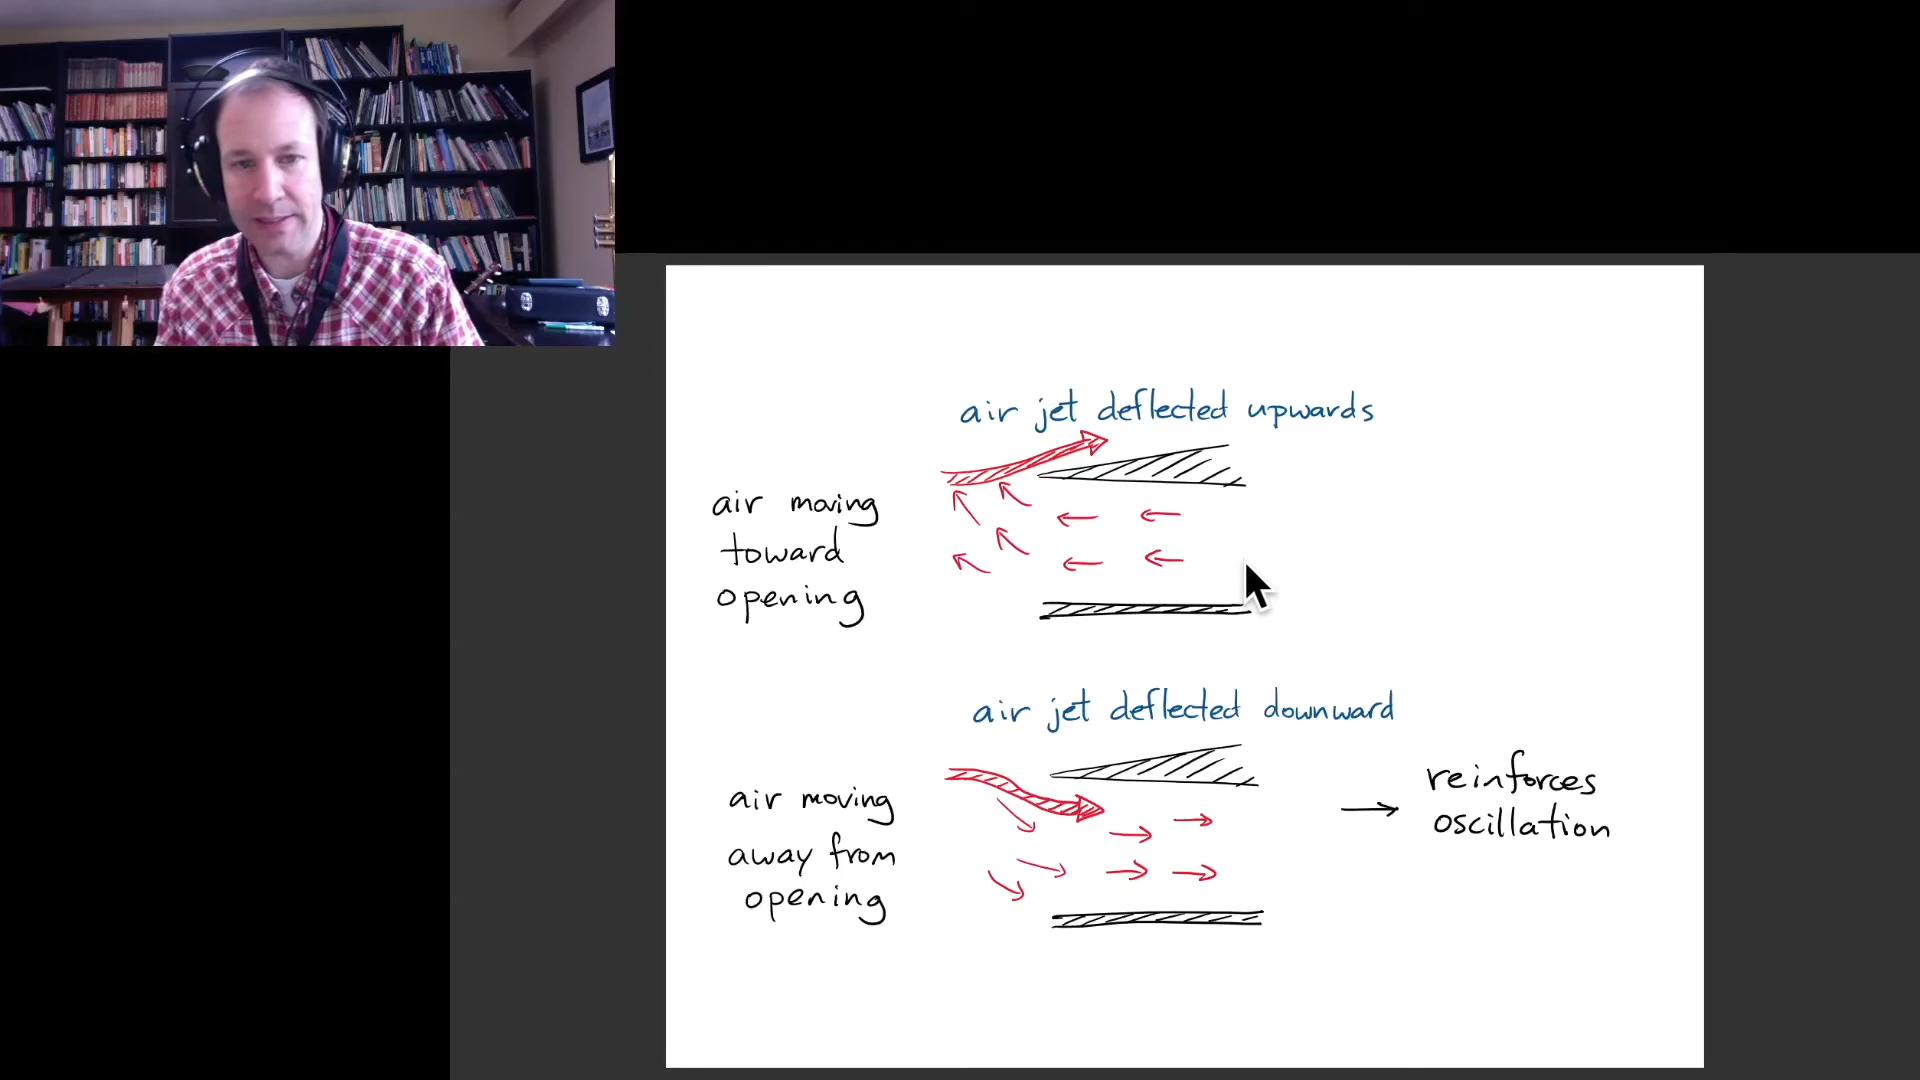 air jet deflected upwards
air moving
toward
opening
air jet deflected downward
air moving
away from
opening
→ reinforces
oscillation